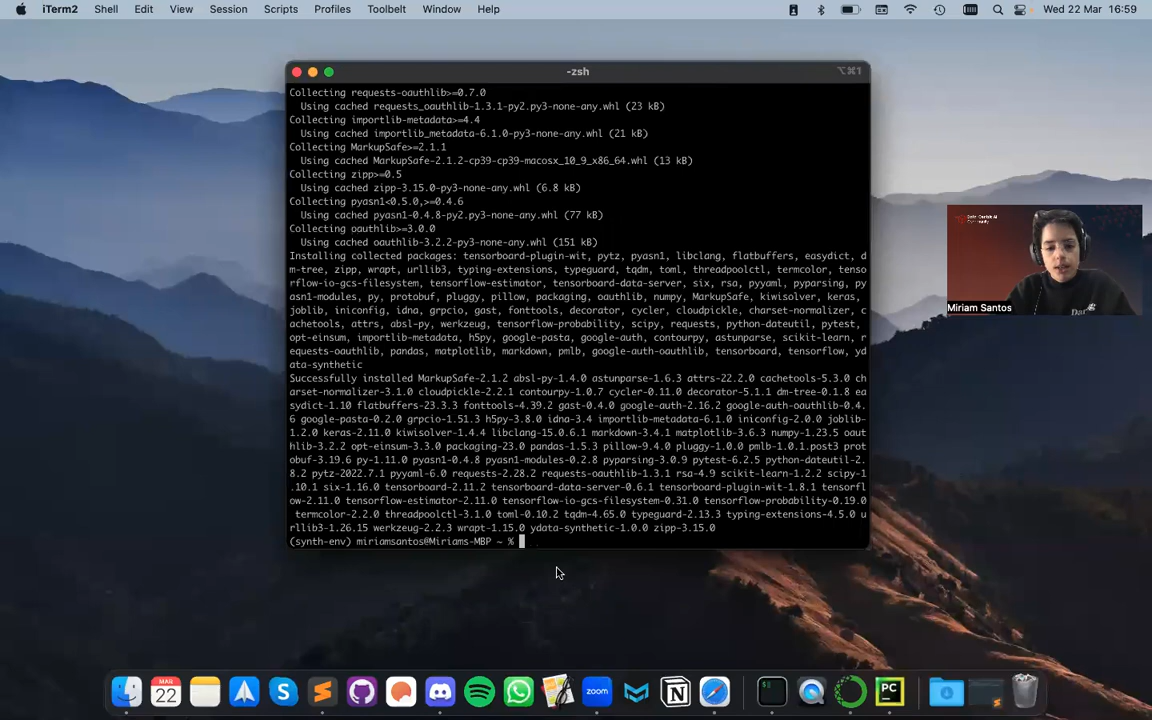 iTerm2 Shell Edit View Session Scripts Profiles Toolbelt Window Help Wed 22 Mar 16:59
-zsh ⌥⌘1
Collecting requests-oauthlib>=0.7.0
Using cached requests_oauthlib-1.3.1-py2.py3-none-any.whl (23 kB)
Collecting importlib-metadata>=4.4
Using cached importlib_metadata-6.1.0-py3-none-any.whl (21 kB)
Collecting MarkupSafe>=2.1.1
Using cached MarkupSafe-2.1.2-cp39-cp39-macosx_10_9_x86_64.whl (13 kB)
Collecting zipp>=0.5
Using cached zipp-3.15.0-py3-none-any.whl (6.8 kB)
Collecting pyasn1<0.5.0,>=0.4.6
Using cached pyasn1-0.4.8-py2.py3-none-any.whl (77 kB)
Collecting oauthlib>=3.0.0
Using cached oauthlib-3.2.2-py3-none-any.whl (151 kB)
Installing collected packages: tensorboard-plugin-wit, pytz, pyasn1, libclang, flatbuffers, easydict, d
m-tree, zipp, wrapt, urllib3, typing-extensions, typeguard, tqdm, toml, threadpoolctl, termcolor, tenso
rflow-io-gcs-filesystem, tensorflow-estimator, tensorboard-data-server, six, rsa, pyyaml, pyparsing, py
asn1-modules, py, protobuf, pluggy, pillow, packaging, oauthlib, numpy, MarkupSafe, kiwisolver, keras,
joblib, iniconfig, idna, grpcio, gast, fonttools, decorator, cycler, cloudpickle, charset-normalizer, c
achetools, attrs, absl-py, werkzeug, tensorflow-probability, scipy, requests, python-dateutil, pytest,
opt-einsum, importlib-metadata, h5py, google-pasta, google-auth, contourpy, astunparse, scikit-learn, r
equests-oauthlib, pandas, matplotlib, markdown, pmlb, google-auth-oauthlib, tensorboard, tensorflow, yd
ata-synthetic
Successfully installed MarkupSafe-2.1.2 absl-py-1.4.0 astunparse-1.6.3 attrs-22.2.0 cachetools-5.3.0 ch
arset-normalizer-3.1.0 cloudpickle-2.2.1 contourpy-1.0.7 cycler-0.11.0 decorator-5.1.1 dm-tree-0.1.8 ea
sydict-1.10 flatbuffers-23.3.3 fonttools-4.39.2 gast-0.4.0 google-auth-2.16.2 google-auth-oauthlib-0.4.
6 google-pasta-0.2.0 grpcio-1.51.3 h5py-3.8.0 idna-3.4 importlib-metadata-6.1.0 iniconfig-2.0.0 joblib-
1.2.0 keras-2.11.0 kiwisolver-1.4.4 libclang-15.0.6.1 markdown-3.4.1 matplotlib-3.6.3 numpy-1.23.5 oaut
hlib-3.2.2 opt-einsum-3.3.0 packaging-23.0 pandas-1.5.3 pillow-9.4.0 pluggy-1.0.0 pmlb-1.0.1.post3 prot
obuf-3.19.6 py-1.11.0 pyasn1-0.4.8 pyasn1-modules-0.2.8 pyparsing-3.0.9 pytest-6.2.5 python-dateutil-2.
8.2 pytz-2022.7.1 pyyaml-6.0 requests-2.28.2 requests-oauthlib-1.3.1 rsa-4.9 scikit-learn-1.2.2 scipy-1
.10.1 six-1.16.0 tensorboard-2.11.2 tensorboard-data-server-0.6.1 tensorboard-plugin-wit-1.8.1 tensorfl
ow-2.11.0 tensorflow-estimator-2.11.0 tensorflow-io-gcs-filesystem-0.31.0 tensorflow-probability-0.19.0
termcolor-2.2.0 threadpoolctl-3.1.0 toml-0.10.2 tqdm-4.65.0 typeguard-2.13.3 typing-extensions-4.5.0 u
rllib3-1.26.15 werkzeug-2.2.3 wrapt-1.15.0 ydata-synthetic-1.0.0 zipp-3.15.0
(synth-env) miriamsantos@Miriams-MBP ~ %
Miriam Santos
MAR
22
zoom
PC